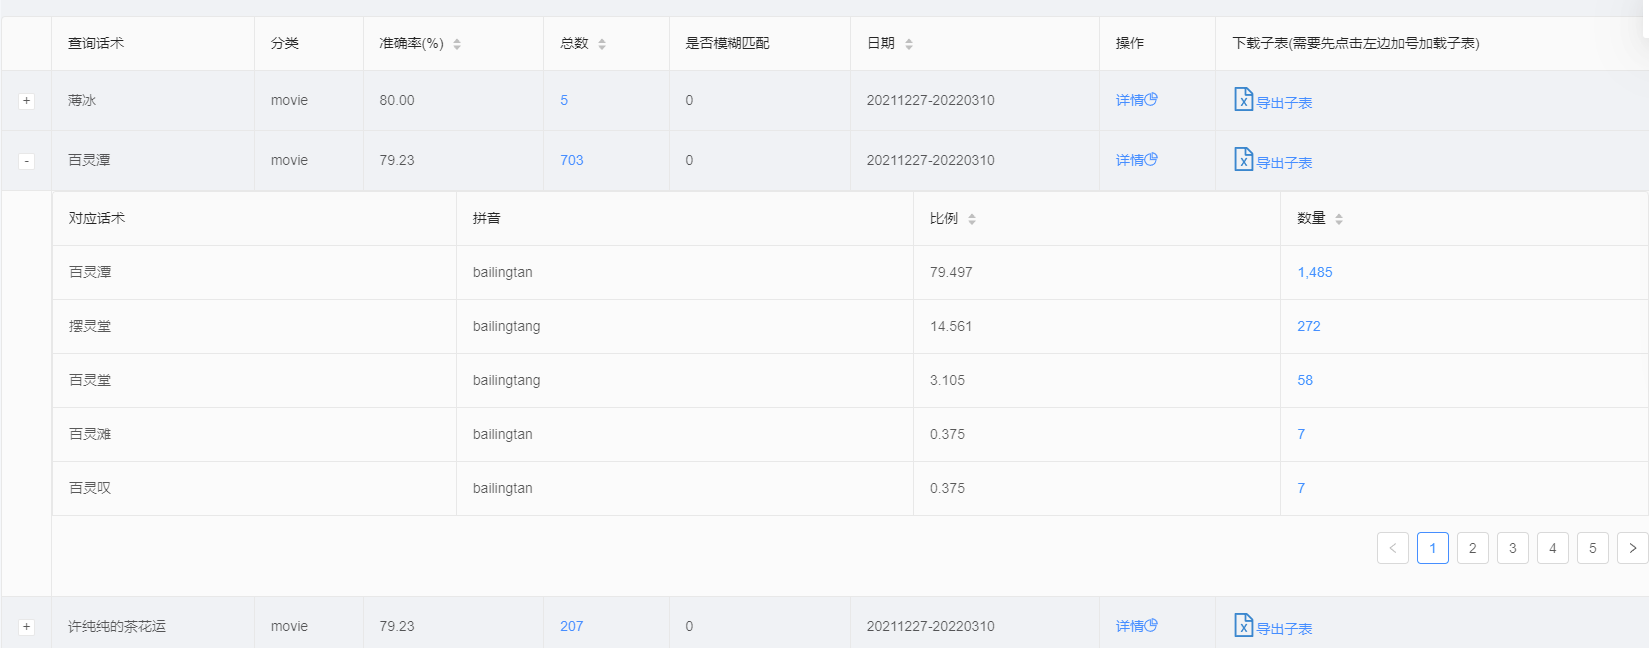 查询话术 分类 准确率(%) 总数 是否模糊匹配 日期 操作 下载子表(需要先点击左边加号加载子表)
+ 薄冰 movie 80.00 5 0 20211227-20220310 详情 导出子表
- 百灵潭 movie 79.23 703 0 20211227-20220310 详情 导出子表
对应话术 拼音 比例 数量
百灵潭 bailingtan 79.497 1,485
摆灵堂 bailingtang 14.561 272
百灵堂 bailingtang 3.105 58
百灵滩 bailingtan 0.375 7
百灵叹 bailingtan 0.375 7
< 1 2 3 4 5 >
+ 许纯纯的茶花运 movie 79.23 207 0 20211227-20220310 详情 导出子表